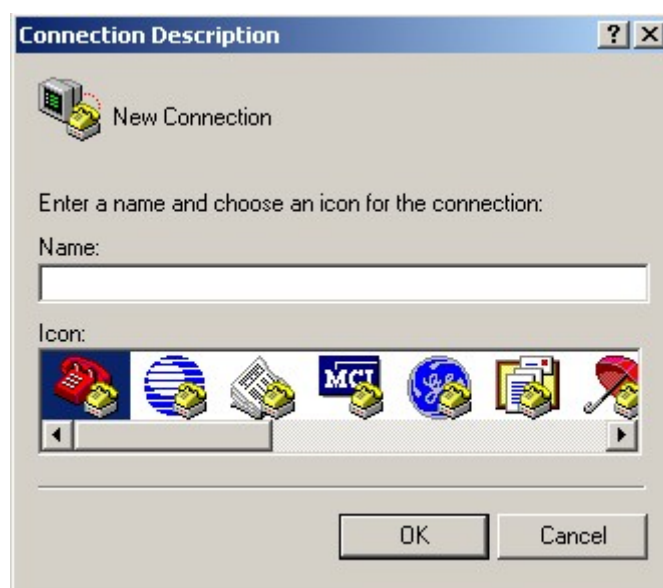 Connection Description
New Connection
Enter a name and choose an icon for the connection:
Name:
Icon:
MCI
OK
Cancel